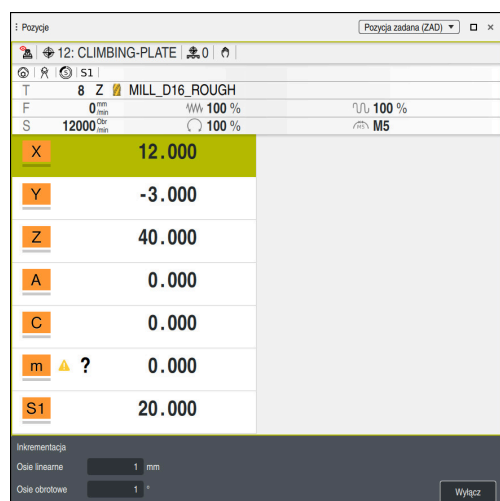 Pozycje Pozycja zadana (ZAD)
12: CLIMBING-PLATE 0
S1
T 8 Z MILL_D16_ROUGH
F 0 mm/min 100 % 100 %
S 12000 Obr/min 100 % M5
X 12.000
Y -3.000
Z 40.000
A 0.000
C 0.000
m ? 0.000
S1 20.000
Inkrementacja
Osie linearne 1 mm
Osie obrotowe 1 °
Wyłącz